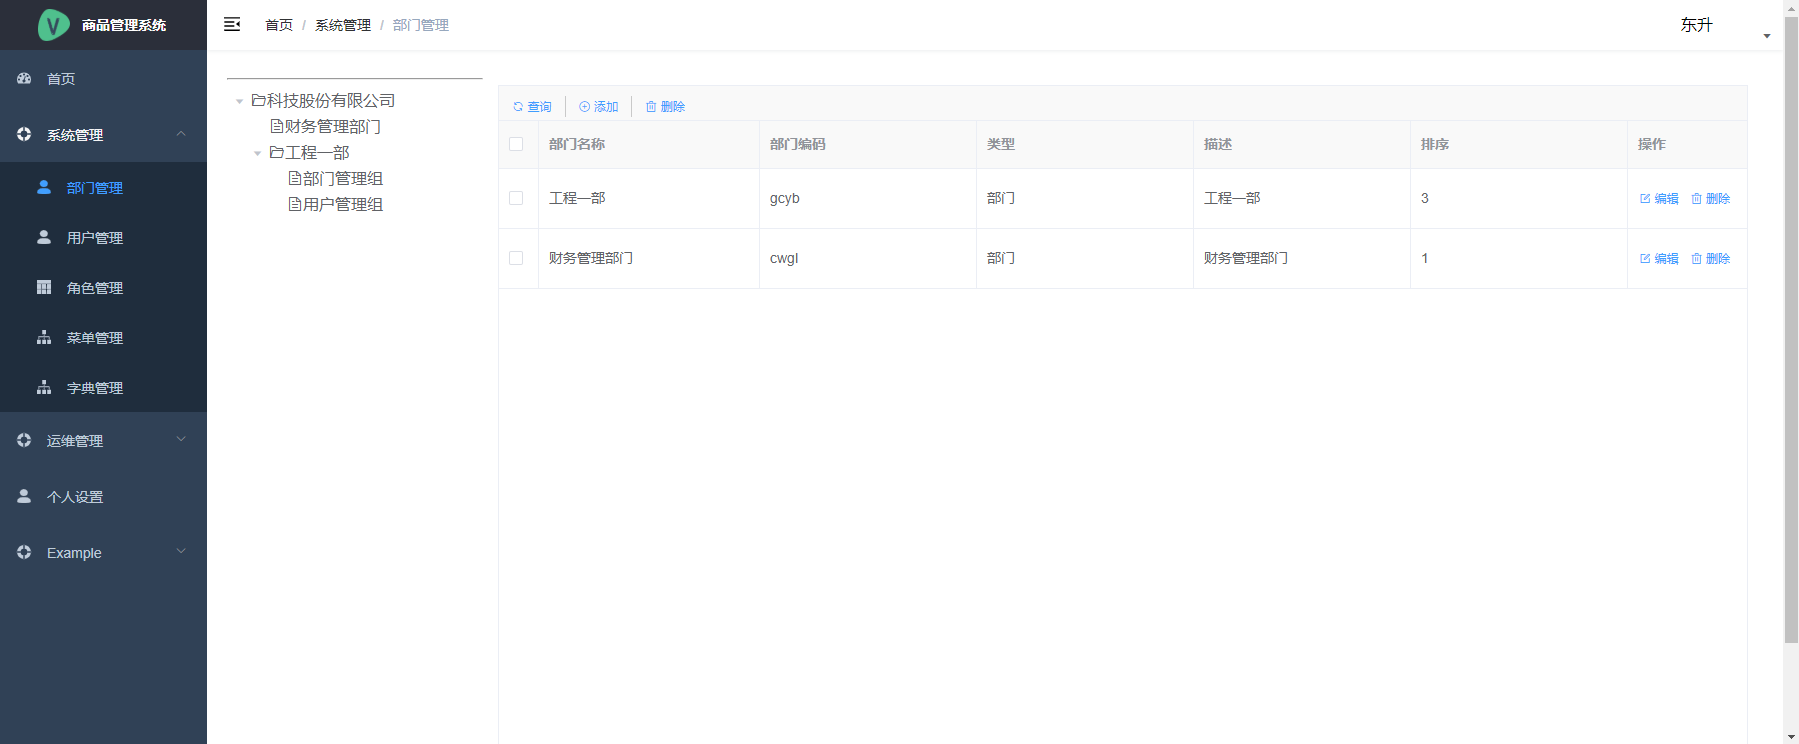 商品管理系统
首页
系统管理
部门管理
用户管理
角色管理
菜单管理
字典管理
运维管理
个人设置
Example
首页 / 系统管理 / 部门管理
东升
科技股份有限公司
财务管理部门
工程一部
部门管理组
用户管理组
查询 添加 删除
部门名称 部门编码 类型 描述 排序 操作
工程一部 gcyb 部门 工程一部 3 编辑 删除
财务管理部门 cwgl 部门 财务管理部门 1 编辑 删除